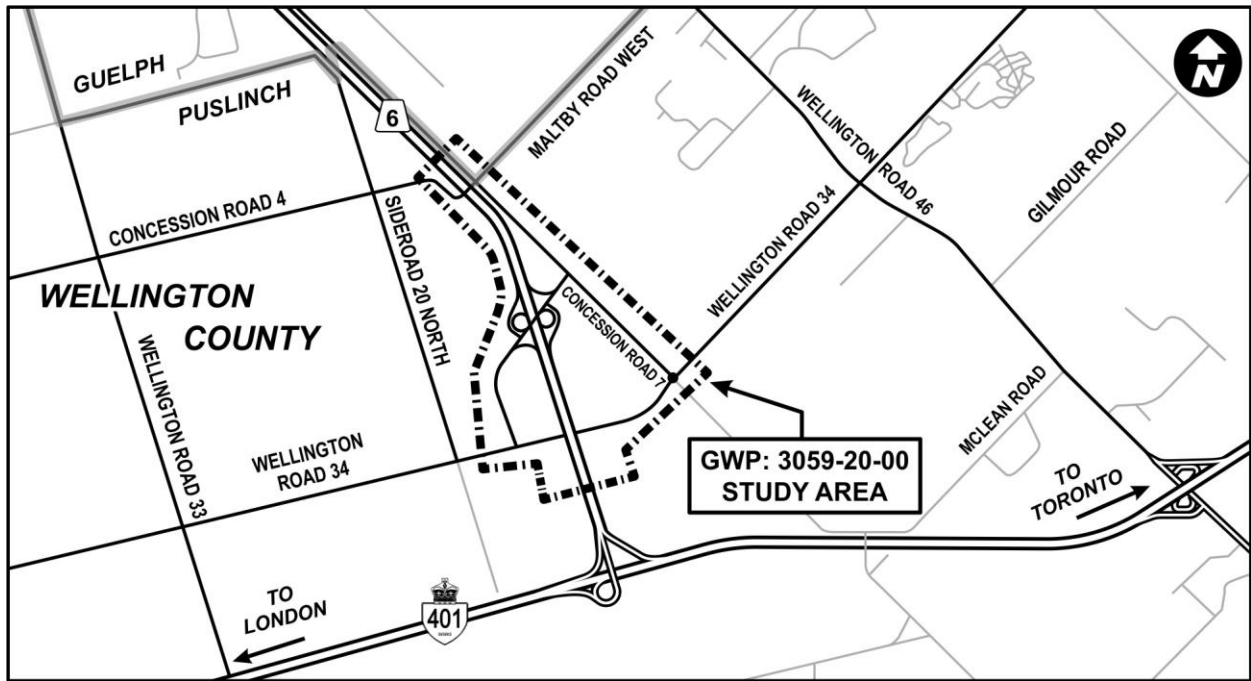 GUELPH
PUSLINCH
6
MALTBY ROAD WEST
N
WELLINGTON ROAD 46
GILMOUR ROAD
CONCESSION ROAD 4
SIDEROAD 20 NORTH
WELLINGTON ROAD 34
WELLINGTON
COUNTY
CONCESSION ROAD 7
WELLINGTON ROAD 33
WELLINGTON
ROAD 34
MCLEAN ROAD
GWP: 3059-20-00
STUDY AREA
TO
TORONTO
TO
LONDON
401